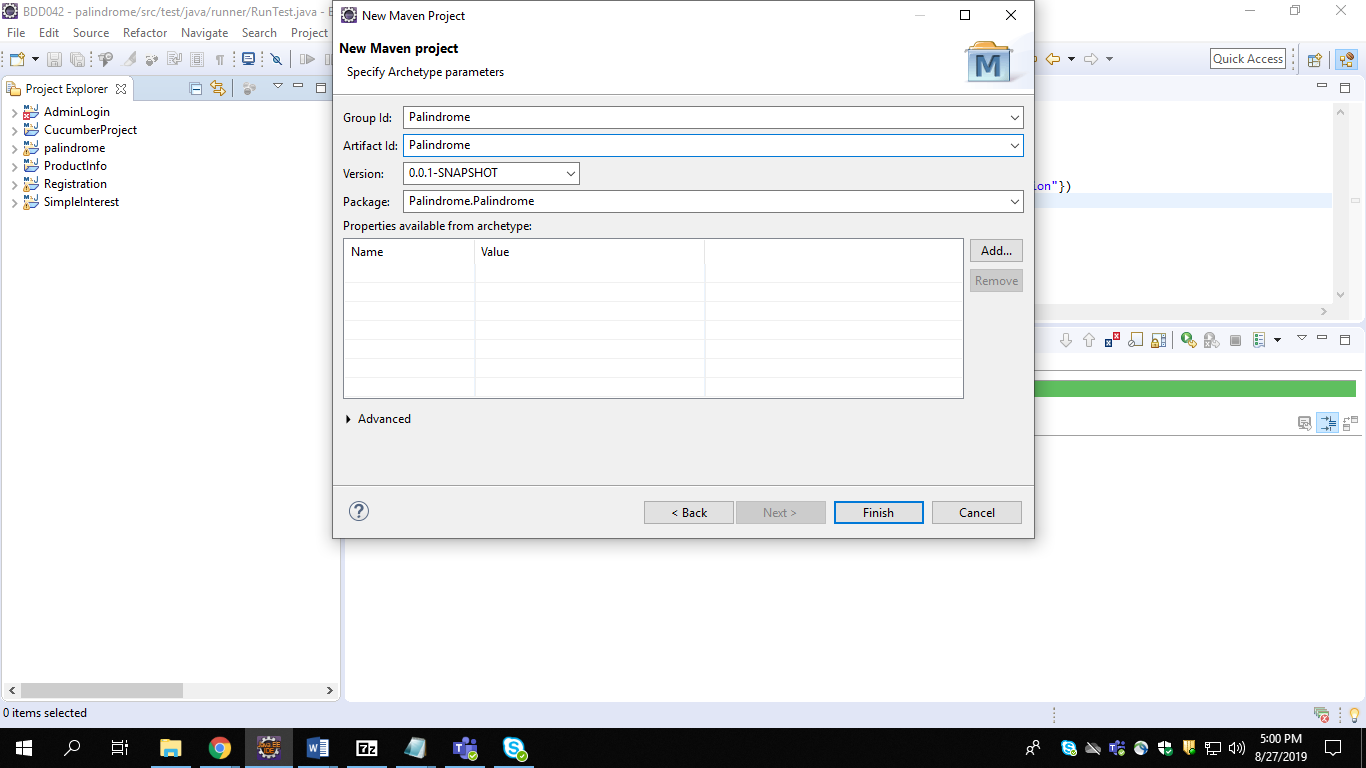 BDD042 - palindrome/src/test/java/runner/RunTest.java - E
File Edit Source Refactor Navigate Search Project
Quick Access
Project Explorer
AdminLogin
CucumberProject
palindrome
ProductInfo
Registration
SimpleInterest
New Maven Project
New Maven project
Specify Archetype parameters
M
Group Id: Palindrome
Artifact Id: Palindrome
Version: 0.0.1-SNAPSHOT
Package: Palindrome.Palindrome
Properties available from archetype:
Name Value
Add...
Remove
Advanced
?
< Back Next > Finish Cancel
ion"})
0 items selected
5:00 PM
8/27/2019